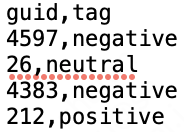 guid,tag
4597,negative
26,neutral
4383,negative
212,positive